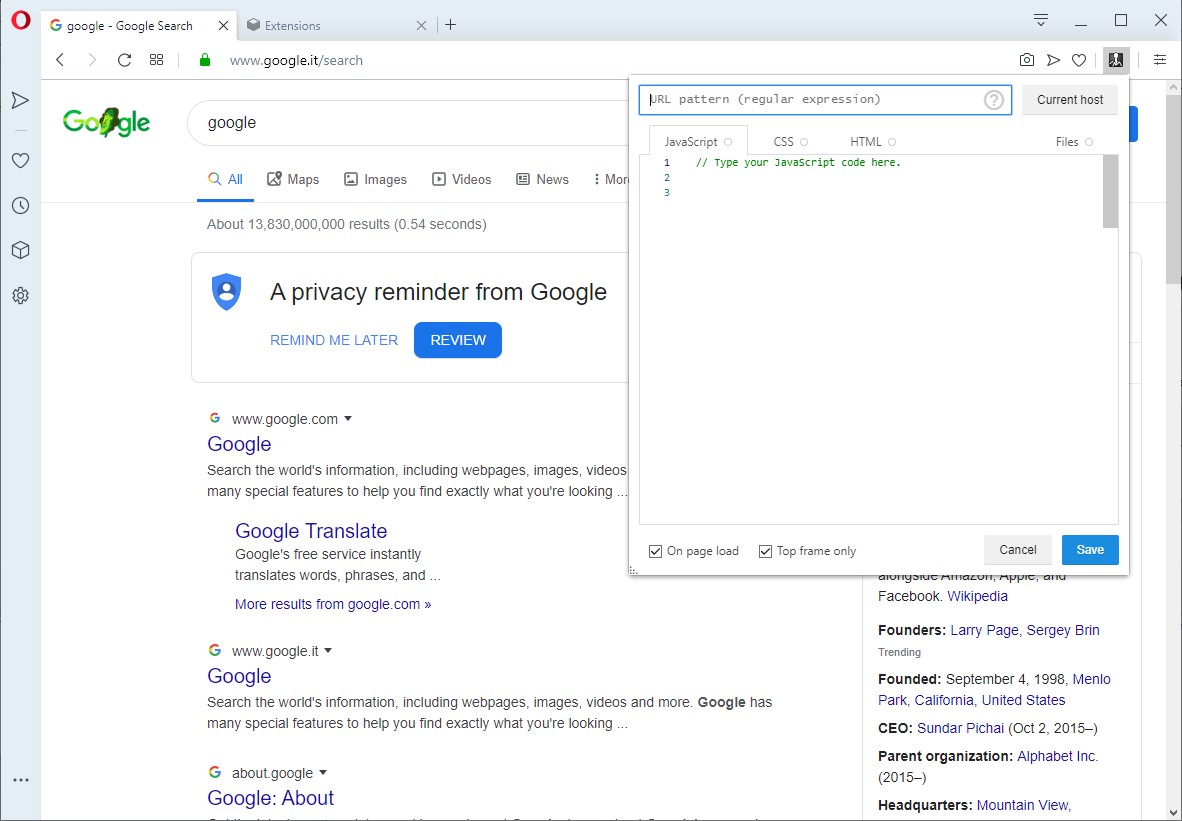 google - Google Search
Extensions
www.google.it/search
Google
google
All
Maps
Images
Videos
News
More
About 13,830,000,000 results (0.54 seconds)
A privacy reminder from Google
REMIND ME LATER
REVIEW
www.google.com
Google
Search the world's information, including webpages, images, videos
many special features to help you find exactly what you're looking ...
Google Translate
Google's free service instantly
translates words, phrases, and ...
More results from google.com »
www.google.it
Google
Search the world's information, including webpages, images, videos and more. Google has
many special features to help you find exactly what you're looking ...
about.google
Google: About
URL pattern (regular expression)
?
Current host
JavaScript
CSS
HTML
Files
1 // Type your JavaScript code here.
2
3
On page load
Top frame only
Cancel
Save
alongside Amazon, Apple, and
Facebook. Wikipedia
Founders: Larry Page, Sergey Brin
Trending
Founded: September 4, 1998, Menlo
Park, California, United States
CEO: Sundar Pichai (Oct 2, 2015–)
Parent organization: Alphabet Inc.
(2015–)
Headquarters: Mountain View,